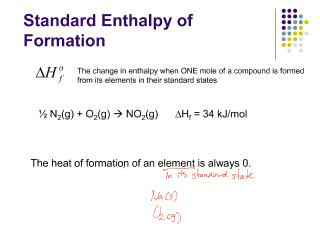 Standard Enthalpy of
Formation
ΔH°f The change in enthalpy when ONE mole of a compound is formed
from its elements in their standard states
½ N₂(g) + O₂(g) → NO₂(g) ΔHf = 34 kJ/mol
The heat of formation of an element is always 0.
in its standard state
Na(s)
O₂(g)